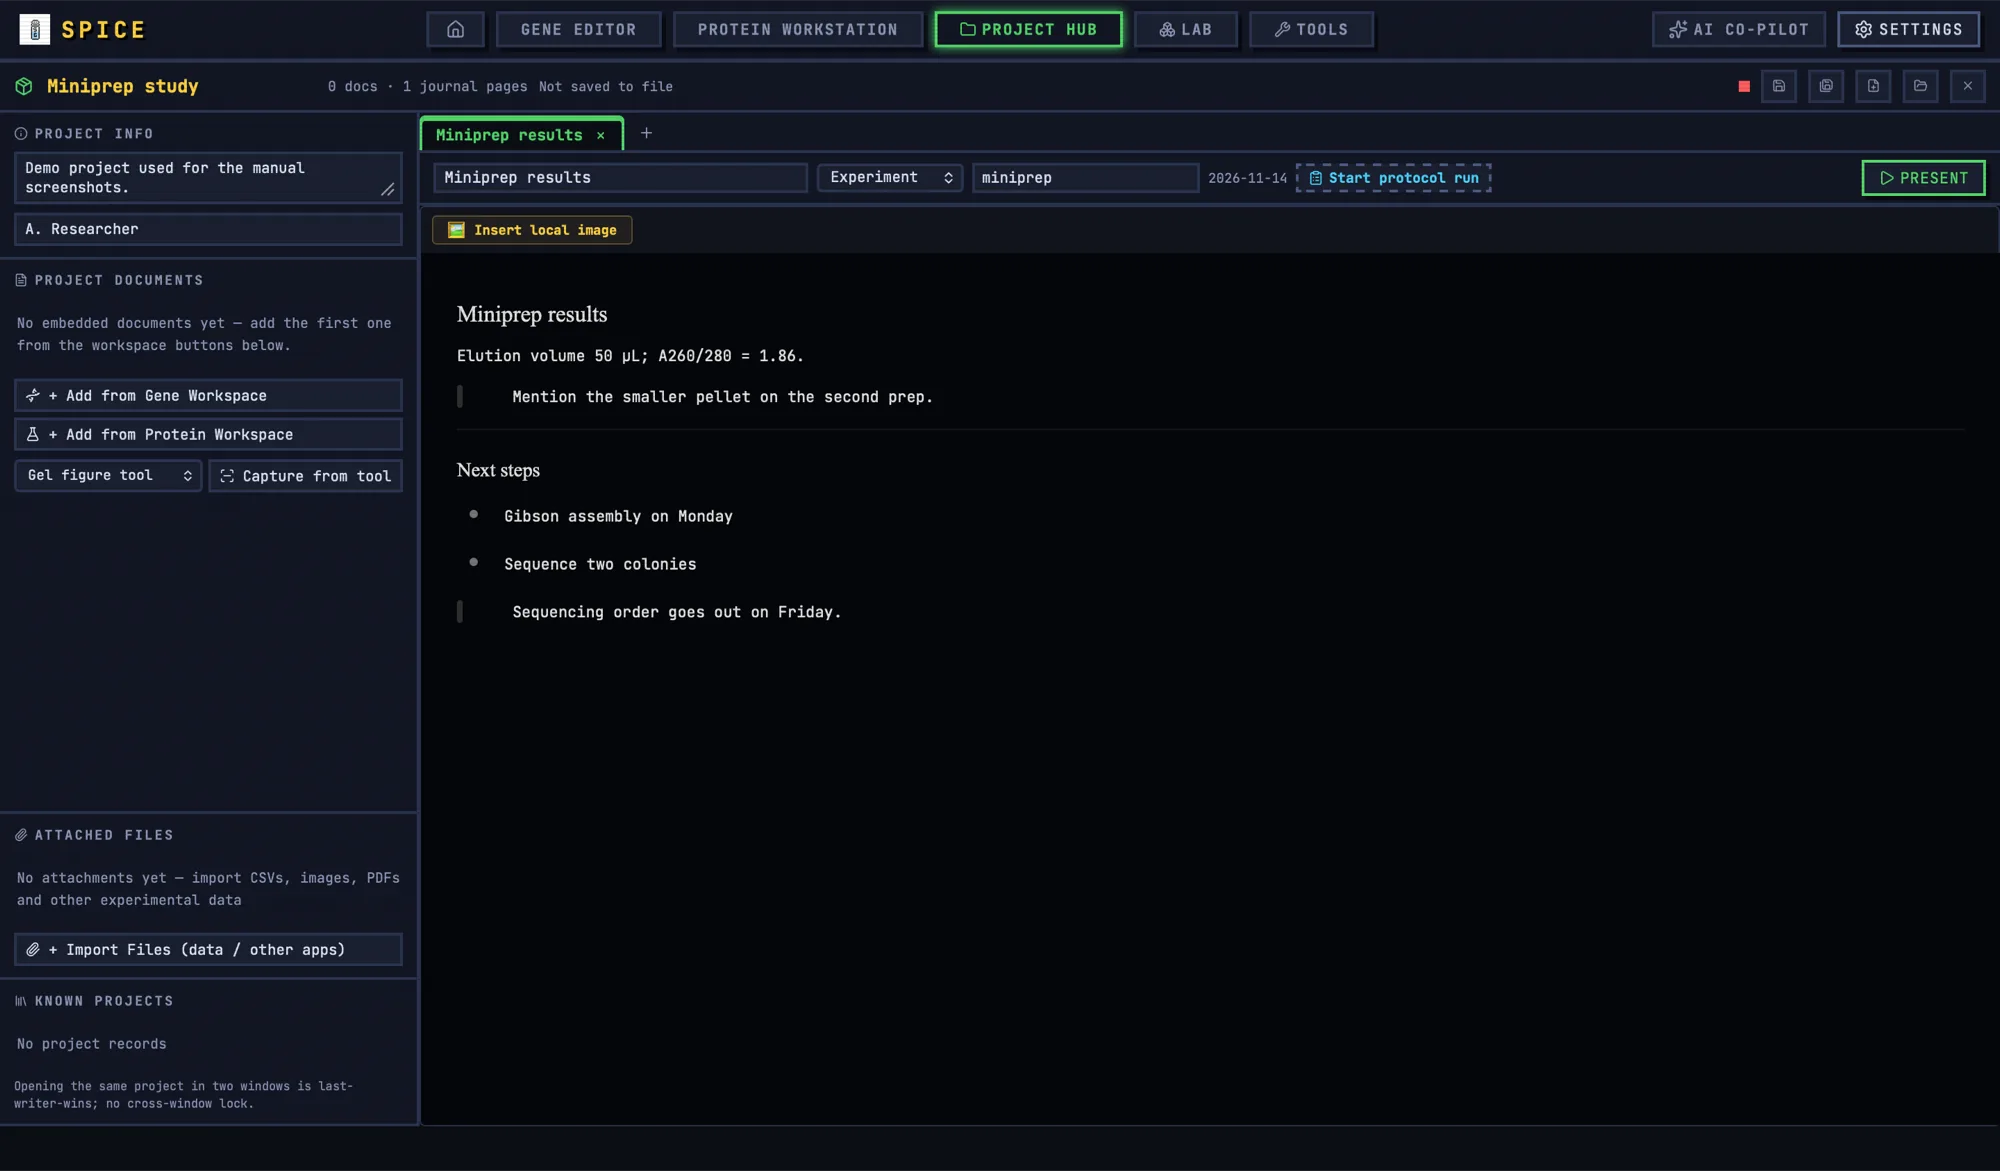 SPICE
GENE EDITOR
PROTEIN WORKSTATION
PROJECT HUB
LAB
TOOLS
AI CO-PILOT
SETTINGS
Miniprep study
0 docs · 1 journal pages Not saved to file
PROJECT INFO
Demo project used for the manual
screenshots.
A. Researcher
PROJECT DOCUMENTS
No embedded documents yet — add the first one
from the workspace buttons below.
+ Add from Gene Workspace
+ Add from Protein Workspace
Gel figure tool
Capture from tool
ATTACHED FILES
No attachments yet — import CSVs, images, PDFs
and other experimental data
+ Import Files (data / other apps)
KNOWN PROJECTS
No project records
Opening the same project in two windows is last-
writer-wins; no cross-window lock.
Miniprep results × +
Miniprep results
Experiment
miniprep
2026-11-14
Start protocol run
PRESENT
Insert local image
Miniprep results
Elution volume 50 µL; A260/280 = 1.86.
Mention the smaller pellet on the second prep.
Next steps
• Gibson assembly on Monday
• Sequence two colonies
Sequencing order goes out on Friday.